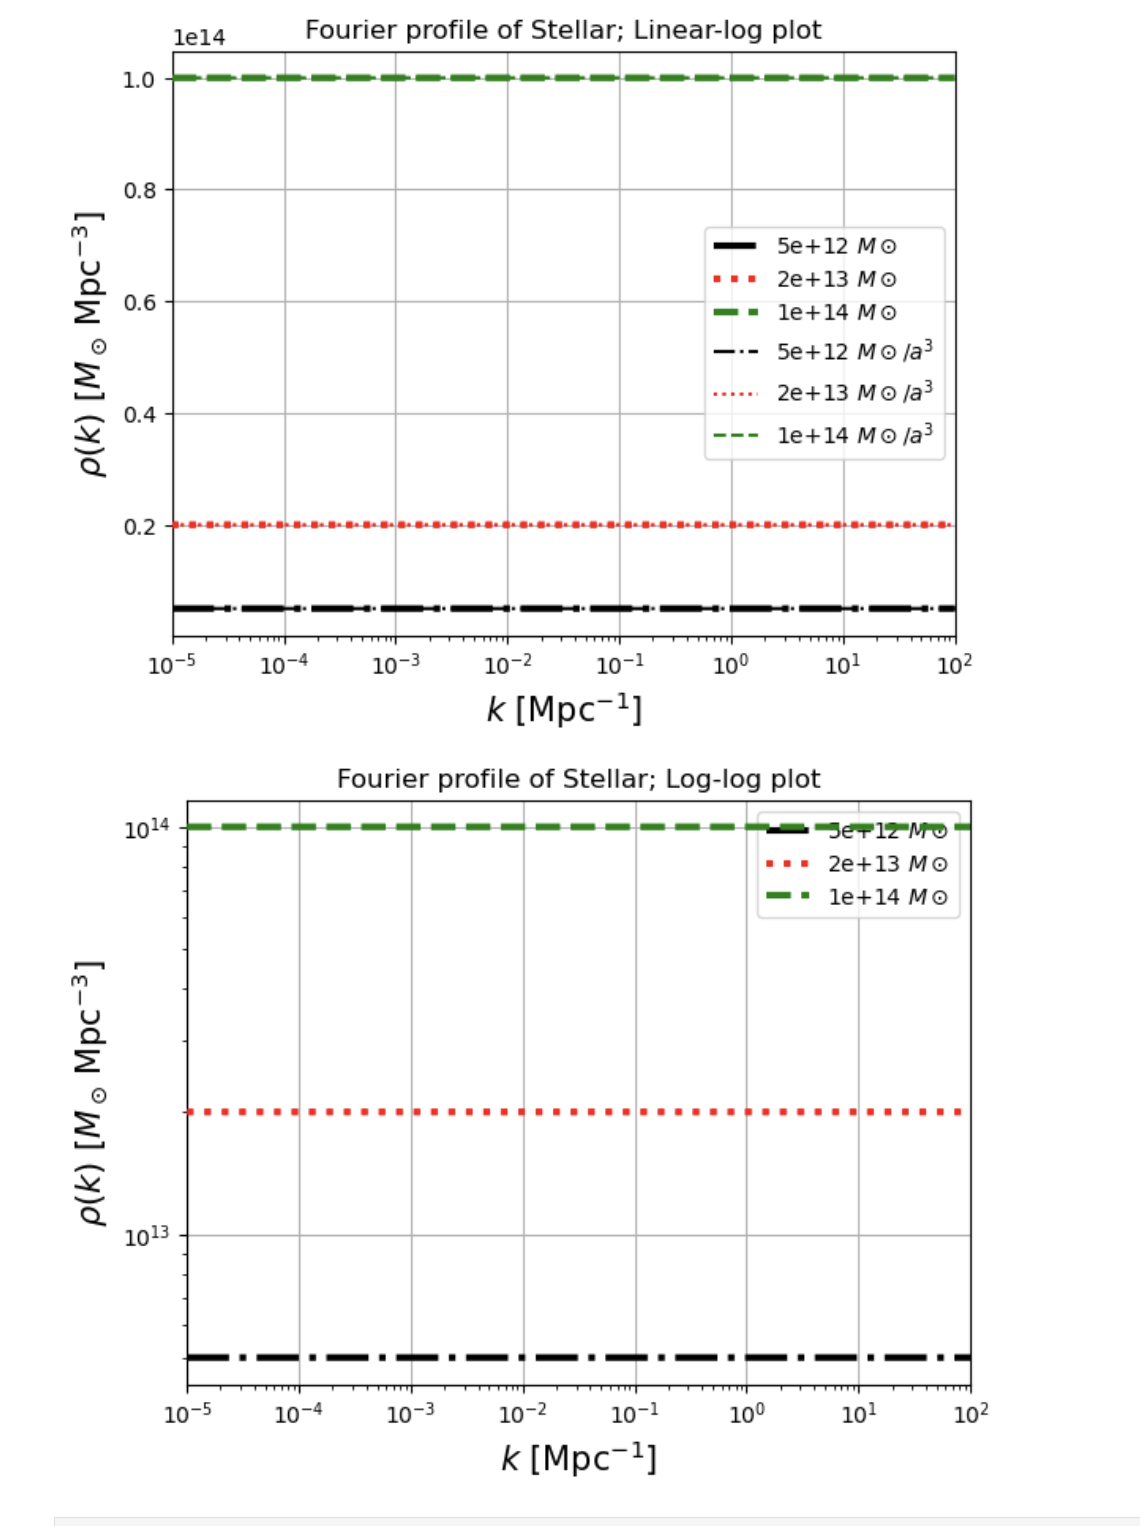 Fourier profile of Stellar; Linear-log plot
1e14
1.0
0.8
0.6
0.4
0.2
ρ(k) [M⊙ Mpc⁻³]
5e+12 M⊙
2e+13 M⊙
1e+14 M⊙
5e+12 M⊙/a³
2e+13 M⊙/a³
1e+14 M⊙/a³
10⁻⁵ 10⁻⁴ 10⁻³ 10⁻² 10⁻¹ 10⁰ 10¹ 10²
k [Mpc⁻¹]
Fourier profile of Stellar; Log-log plot
10¹⁴
10¹³
ρ(k) [M⊙ Mpc⁻³]
5e+12 M⊙
2e+13 M⊙
1e+14 M⊙
10⁻⁵ 10⁻⁴ 10⁻³ 10⁻² 10⁻¹ 10⁰ 10¹ 10²
k [Mpc⁻¹]